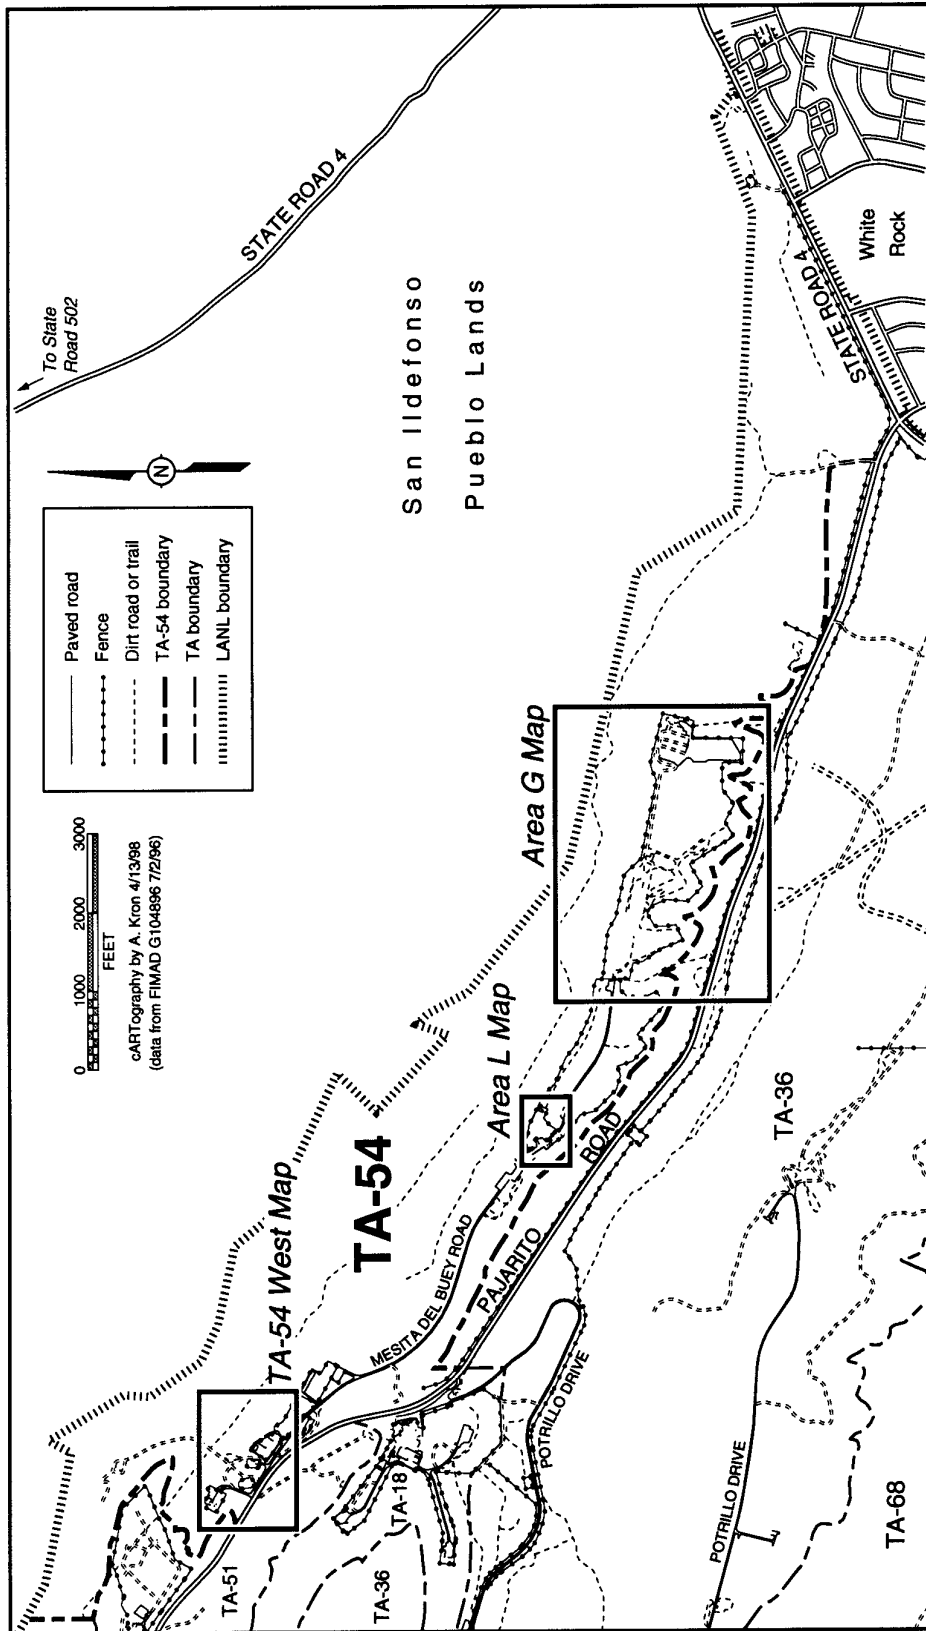 To State
Road 502
STATE ROAD 4
San Ildefonso
Pueblo Lands
N
Paved road
Fence
Dirt road or trail
TA-54 boundary
TA boundary
LANL boundary
0
1000
2000
3000
FEET
cARTography by A. Kron 4/13/98
(data from FIMAD G104896 7/2/96)
TA-54 West Map
TA-54
Area L Map
Area G Map
MESITA DEL BUEY ROAD
PAJARITO
ROAD
STATE ROAD 4
White
Rock
TA-51
TA-36
TA-18
POTRILLO DRIVE
TA-36
POTRILLO DRIVE
TA-68